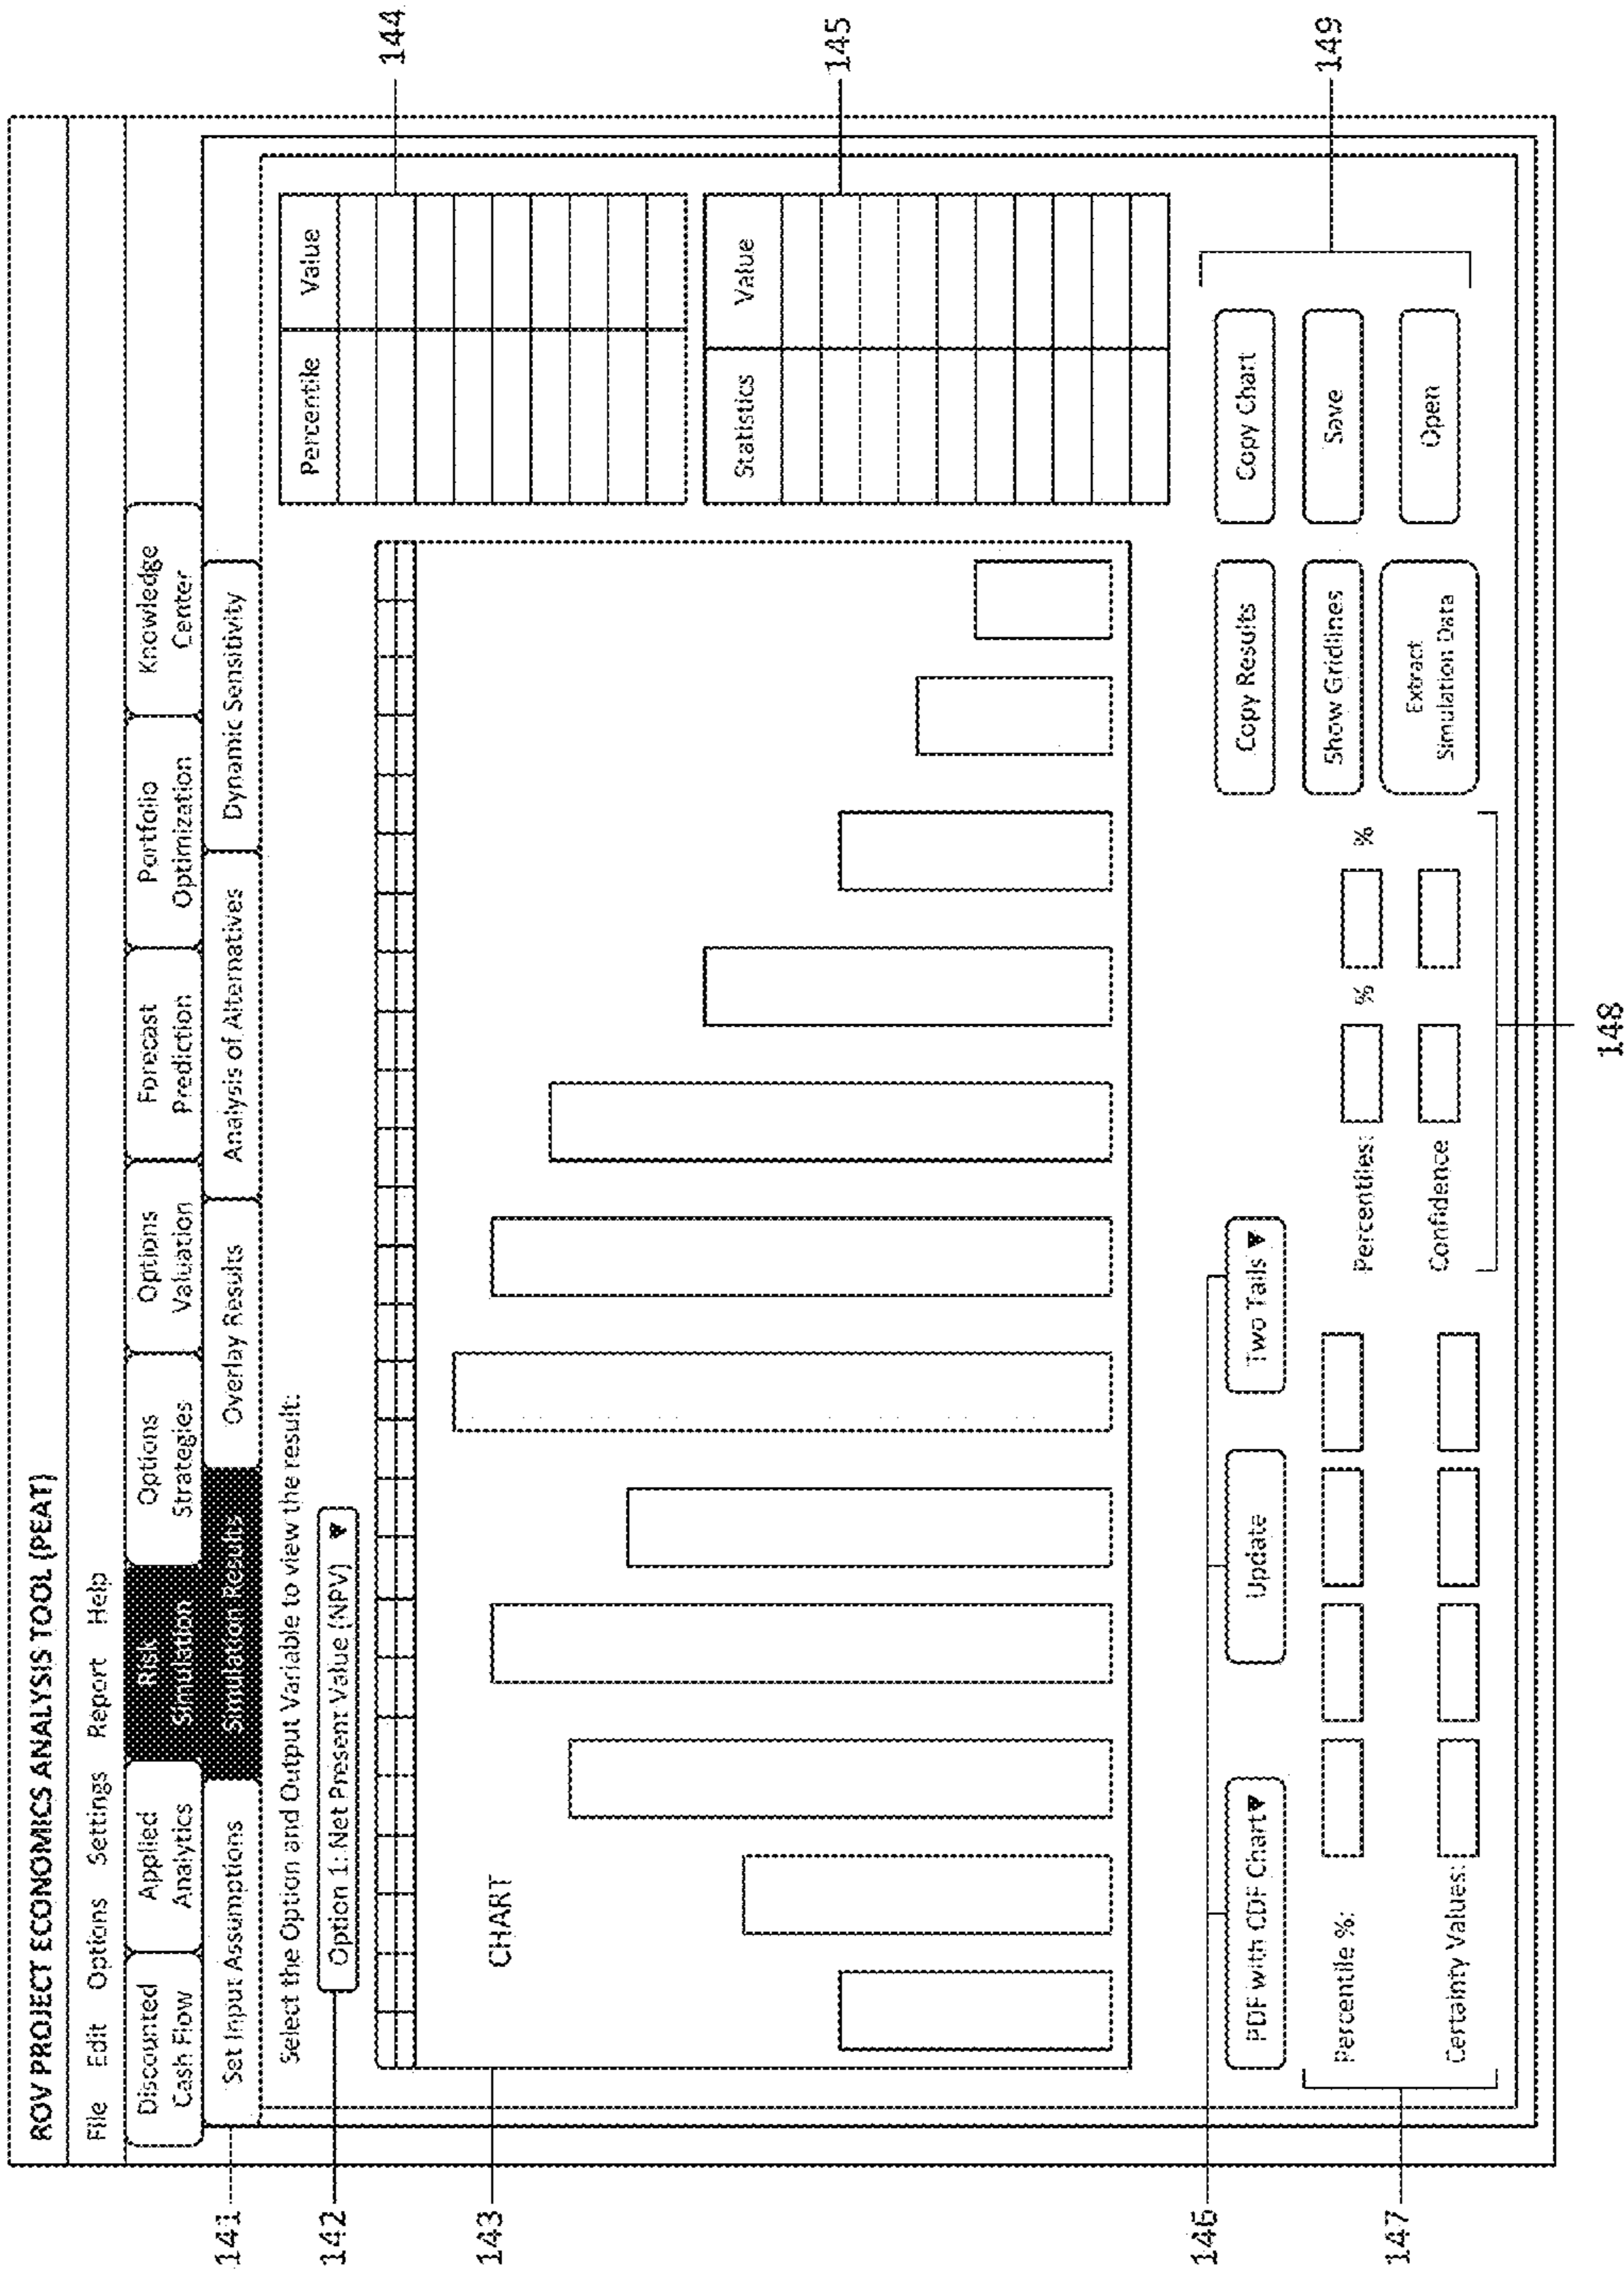 ROV PROJECT ECONOMICS ANALYSIS TOOL (PEAT)
File Edit Options Settings Report Help
Discounted Cash Flow
Applied Analytics
Risk Simulation
Options Strategies
Options Valuation
Forecast Prediction
Portfolio Optimization
Knowledge Center
Set Input Assumptions
Simulation Results
Overlay Results
Analysis of Alternatives
Dynamic Sensitivity
141
Select the Option and Output Variable to view the result:
142
Option 1: Net Present Value (NPV) ▼
143
CHART
Percentile Value
144
Statistics Value
145
146
PDF with CDF Chart▼
Update
Two Tails ▼
147
Percentile %:
Certainty Values:
Percentiles: % %
Confidence
148
Copy Results
Copy Chart
Show Gridlines
Save
Extract
Simulation Data
Open
149